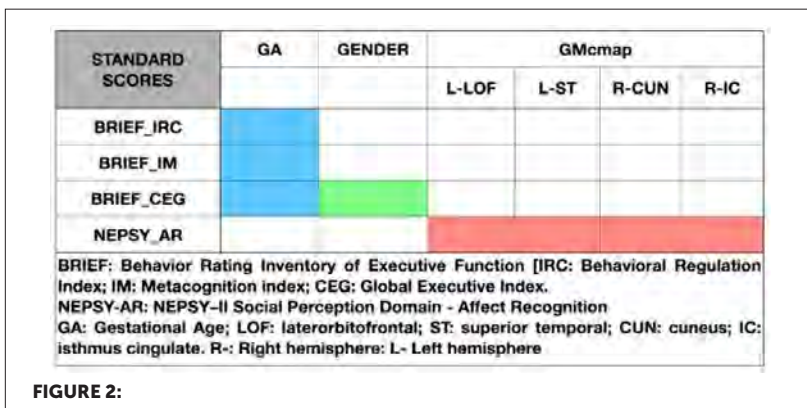 STANDARD SCORES GA GENDER GMcmap
L-LOF L-ST R-CUN R-IC
BRIEF_IRC
BRIEF_IM
BRIEF_CEG
NEPSY_AR
BRIEF: Behavior Rating Inventory of Executive Function [IRC: Behavioral Regulation
Index; IM: Metacognition index; CEG: Global Executive Index.
NEPSY-AR: NEPSY–II Social Perception Domain - Affect Recognition
GA: Gestational Age; LOF: laterorbitofrontal; ST: superior temporal; CUN: cuneus; IC:
isthmus cingulate. R-: Right hemisphere: L- Left hemisphere
FIGURE 2: